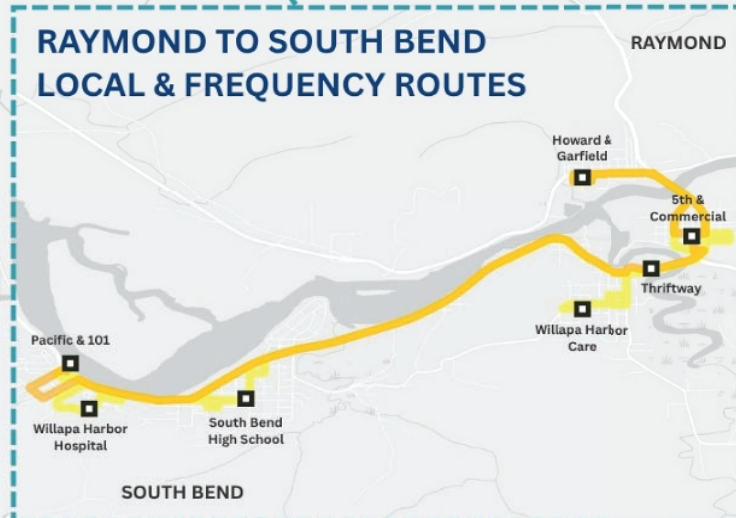 RAYMOND TO SOUTH BEND
LOCAL & FREQUENCY ROUTES
RAYMOND
Howard &
Garfield
5th &
Commercial
Thriftway
Willapa Harbor
Care
Pacific & 101
Willapa Harbor
Hospital
South Bend
High School
SOUTH BEND